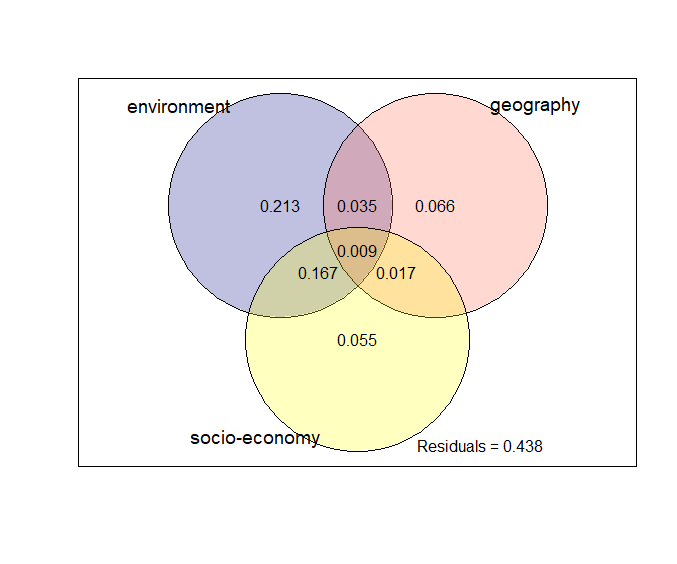 environment
geography
0.213
0.035
0.066
0.009
0.167
0.017
0.055
socio-economy
Residuals = 0.438